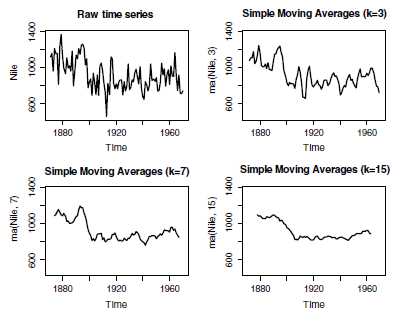 Raw time series
Nile
600
1000
1400
1880
1920
1960
Time
Simple Moving Averages (k=3)
ma(Nile, 3)
600
1000
1400
1880
1920
1960
Time
Simple Moving Averages (k=7)
ma(Nile, 7)
600
1000
1400
1880
1920
1960
Time
Simple Moving Averages (k=15)
ma(Nile, 15)
600
1000
1400
1880
1920
1960
Time